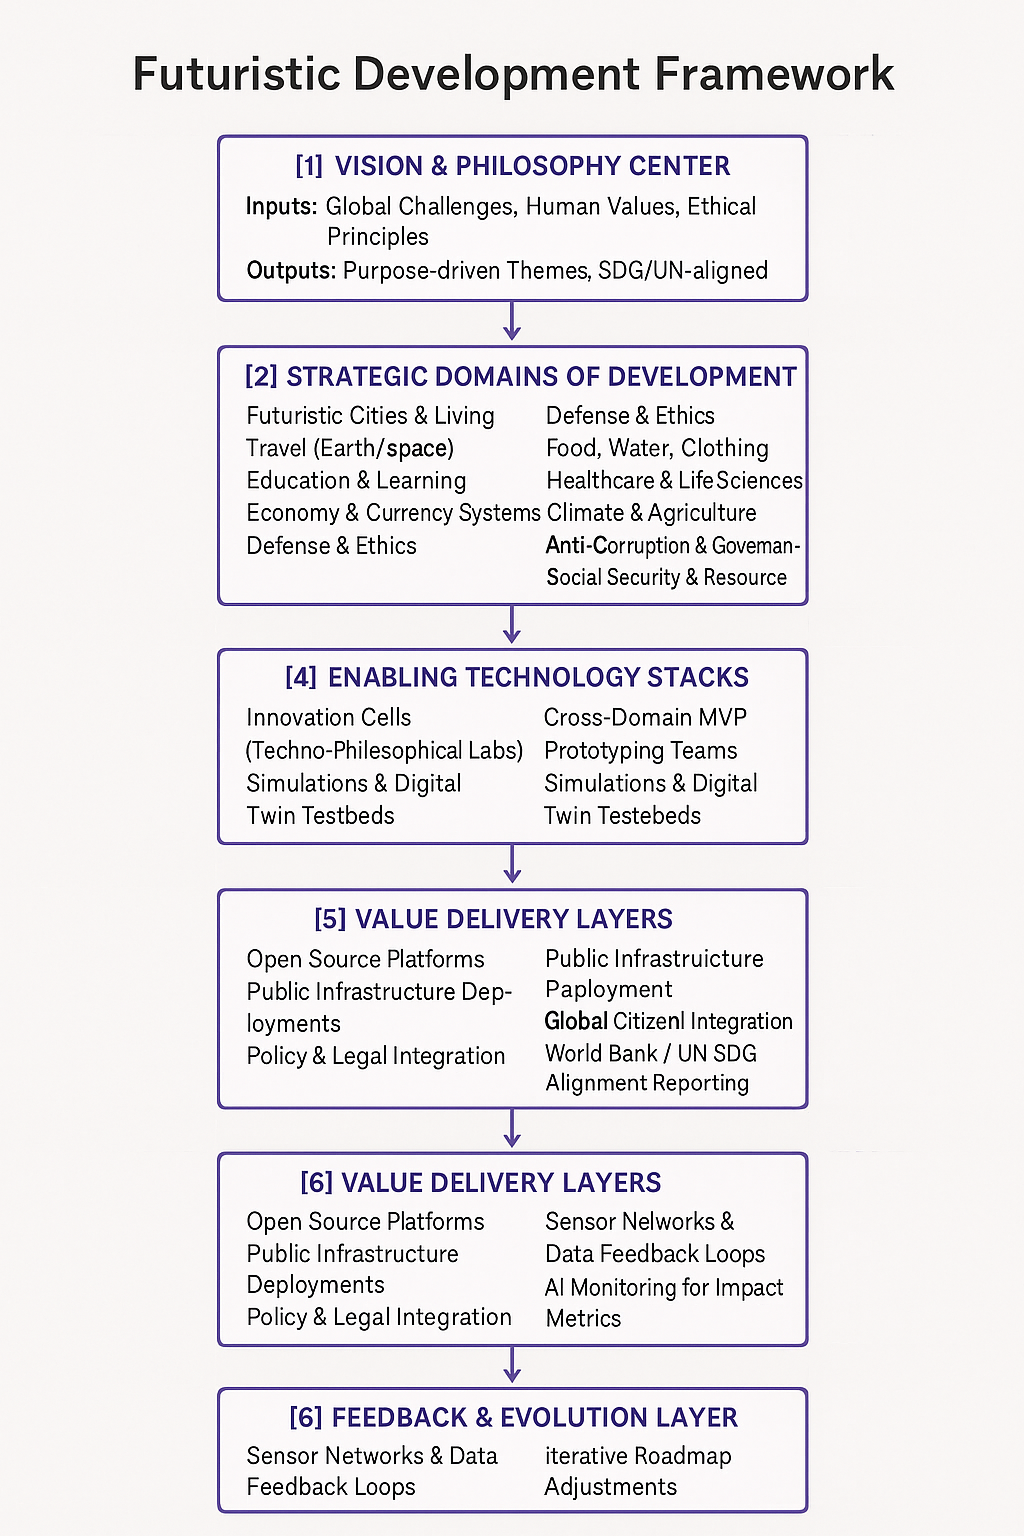 Futuristic Development Framework
[1] VISION & PHILOSOPHY CENTER
Inputs: Global Challenges, Human Values, Ethical
Principles
Outputs: Purpose-driven Themes, SDG/UN-aligned
[2] STRATEGIC DOMAINS OF DEVELOPMENT
Futuristic Cities & Living
Travel (Earth/space)
Education & Learning
Economy & Currency Systems
Defense & Ethics
Defense & Ethics
Food, Water, Clothing
Healthcare & Life Sciences
Climate & Agriculture
Anti-Corruption & Goveman-
Social Security & Resource
[4] ENABLING TECHNOLOGY STACKS
Innovation Cells
(Techno-Philesophical Labs)
Simulations & Digital
Twin Testbeds
Cross-Domain MVP
Prototyping Teams
Simulations & Digital
Twin Testebeds
[5] VALUE DELIVERY LAYERS
Open Source Platforms
Public Infrastructure Dep-
loyments
Policy & Legal Integration
Public Infrastruicture
Paployment
Global Citizenl Integration
World Bank / UN SDG
Alignment Reporting
[6] VALUE DELIVERY LAYERS
Open Source Platforms
Public Infrastructure
Deployments
Policy & Legal Integration
Sensor Nelworks &
Data Feedback Loops
AI Monitoring for Impact
Metrics
[6] FEEDBACK & EVOLUTION LAYER
Sensor Networks & Data
Feedback Loops
iterative Roadmap
Adjustments